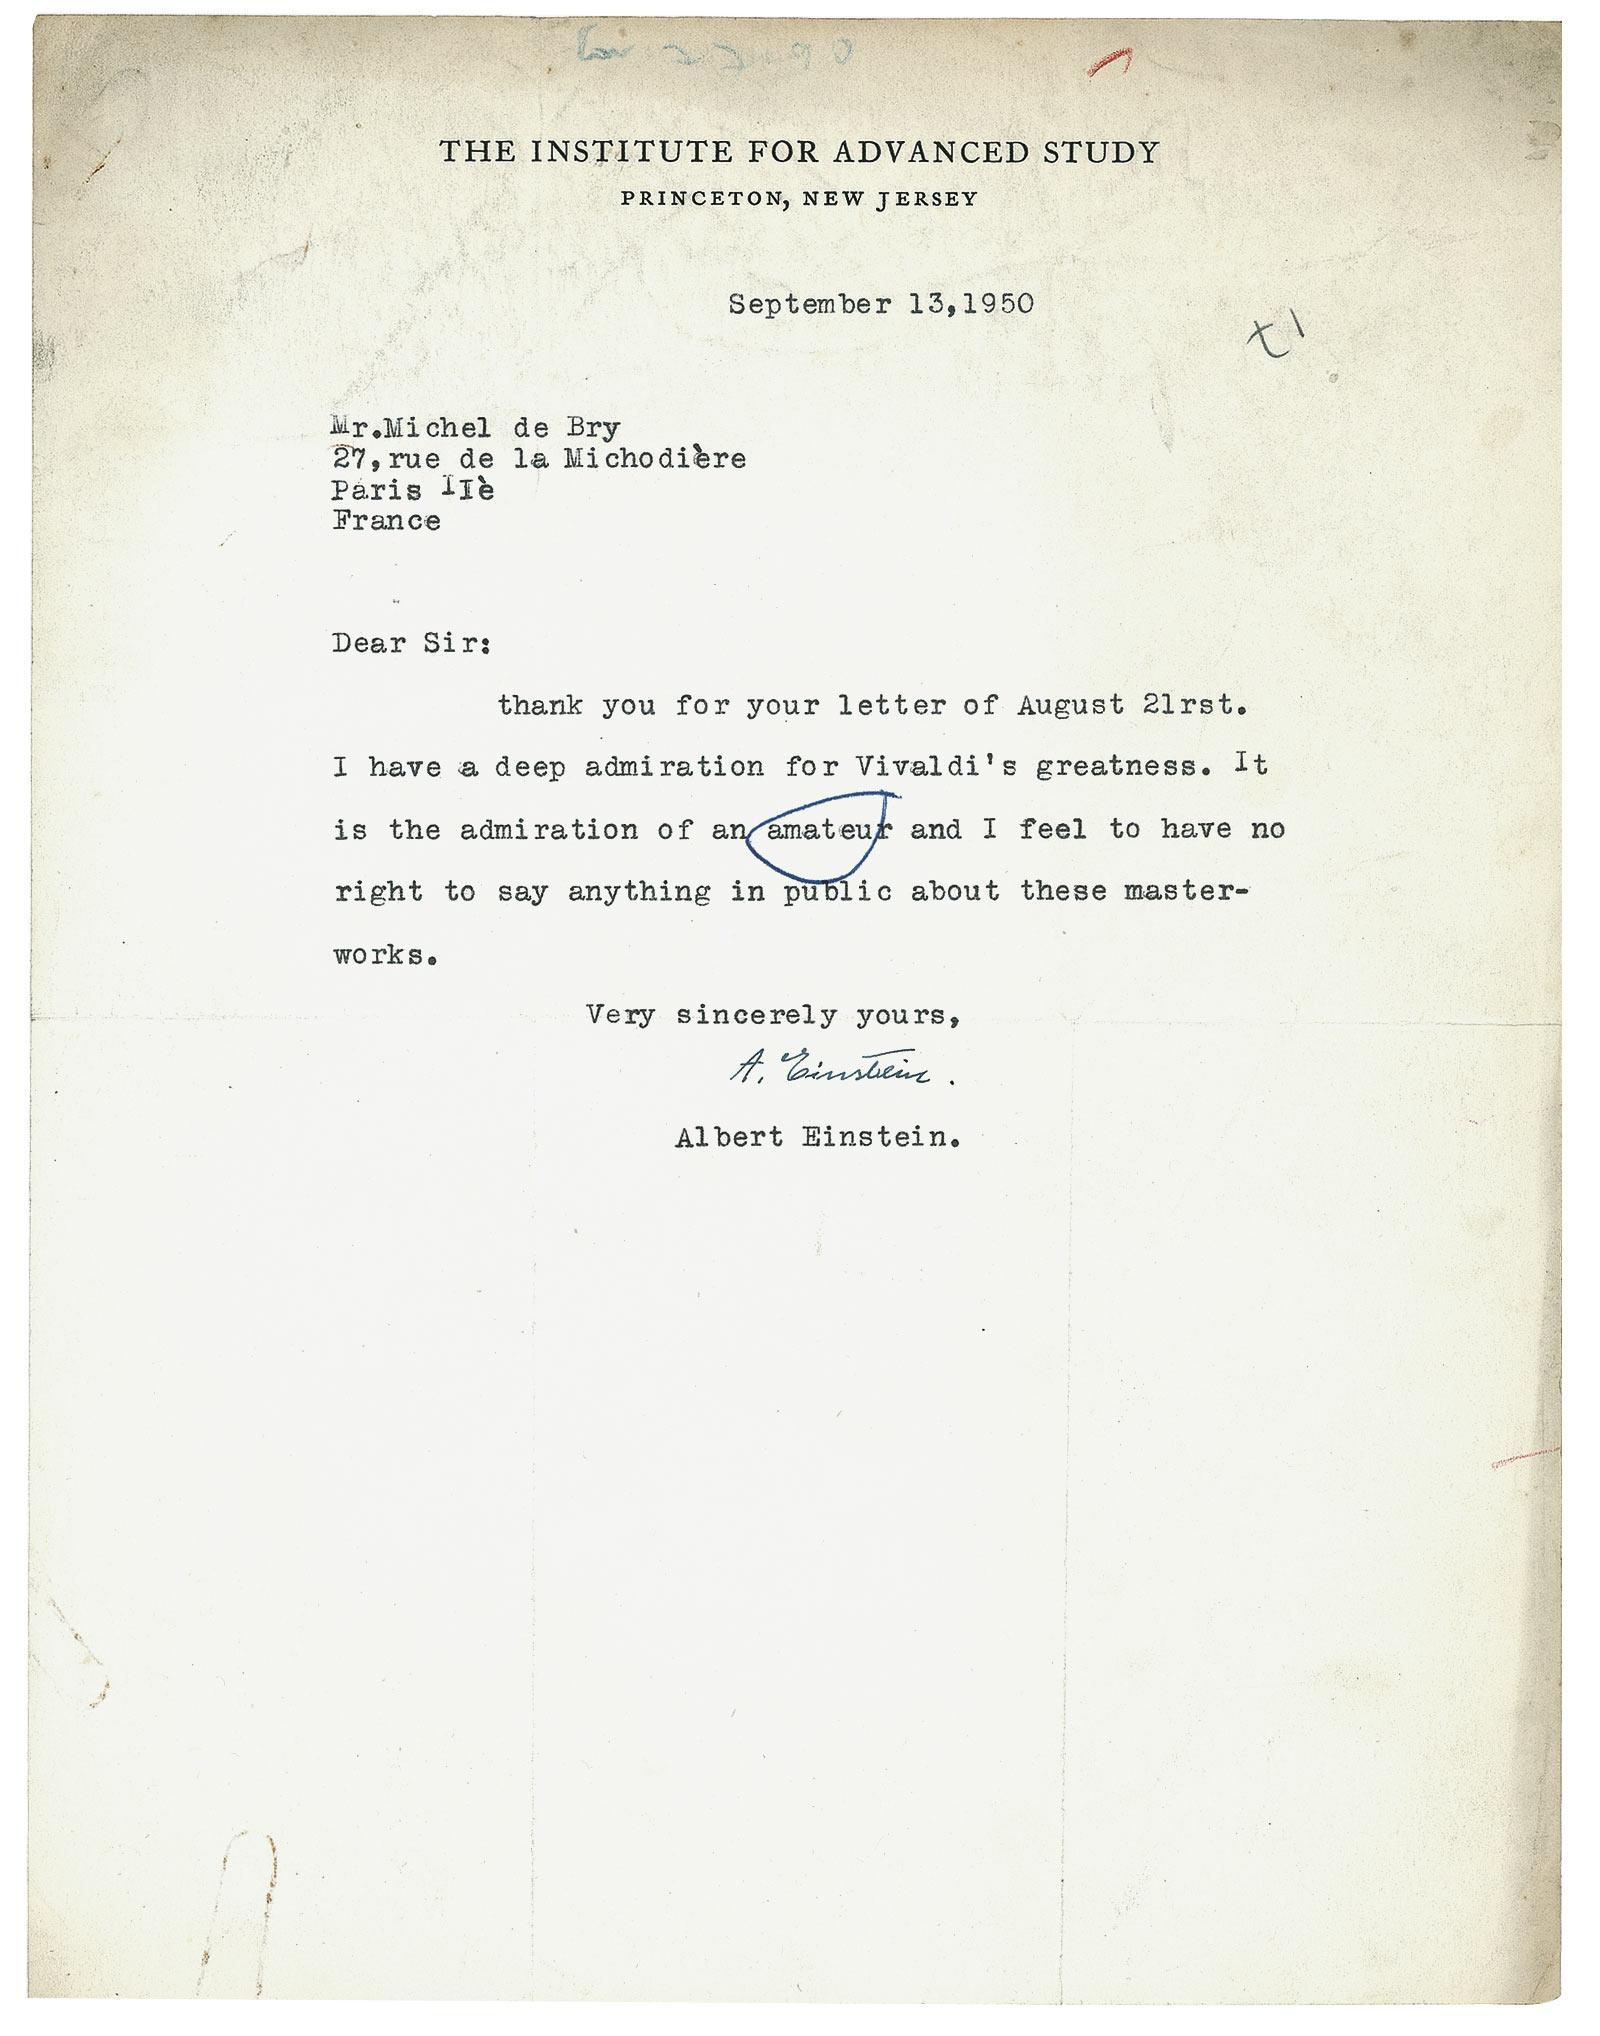 THE INSTITUTE FOR ADVANCED STUDY
PRINCETON, NEW JERSEY
September 13,1950
Mr.Michel de Bry
27,rue de la Michodière
Paris IIè
France
Dear Sir:
thank you for your letter of August 21rst.
I have a deep admiration for Vivaldi's greatness. It
is the admiration of an amateur and I feel to have no
right to say anything in public about these master-
works.
Very sincerely yours,
A. Einstein.
Albert Einstein.